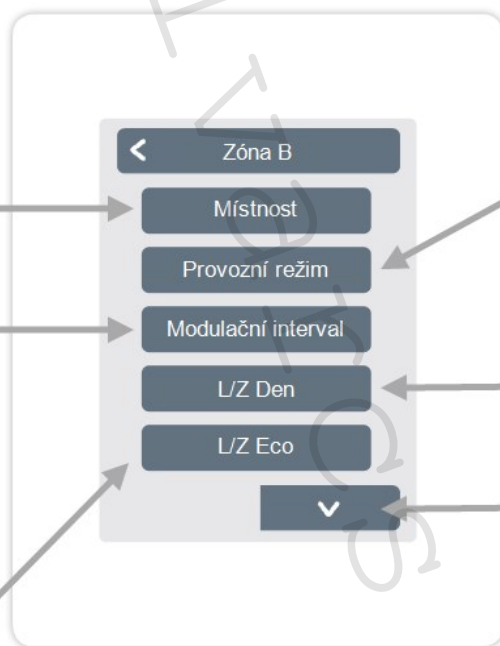 Zóna B
Místnost
Provozní režim
Modulační interval
L/Z Den
L/Z Eco